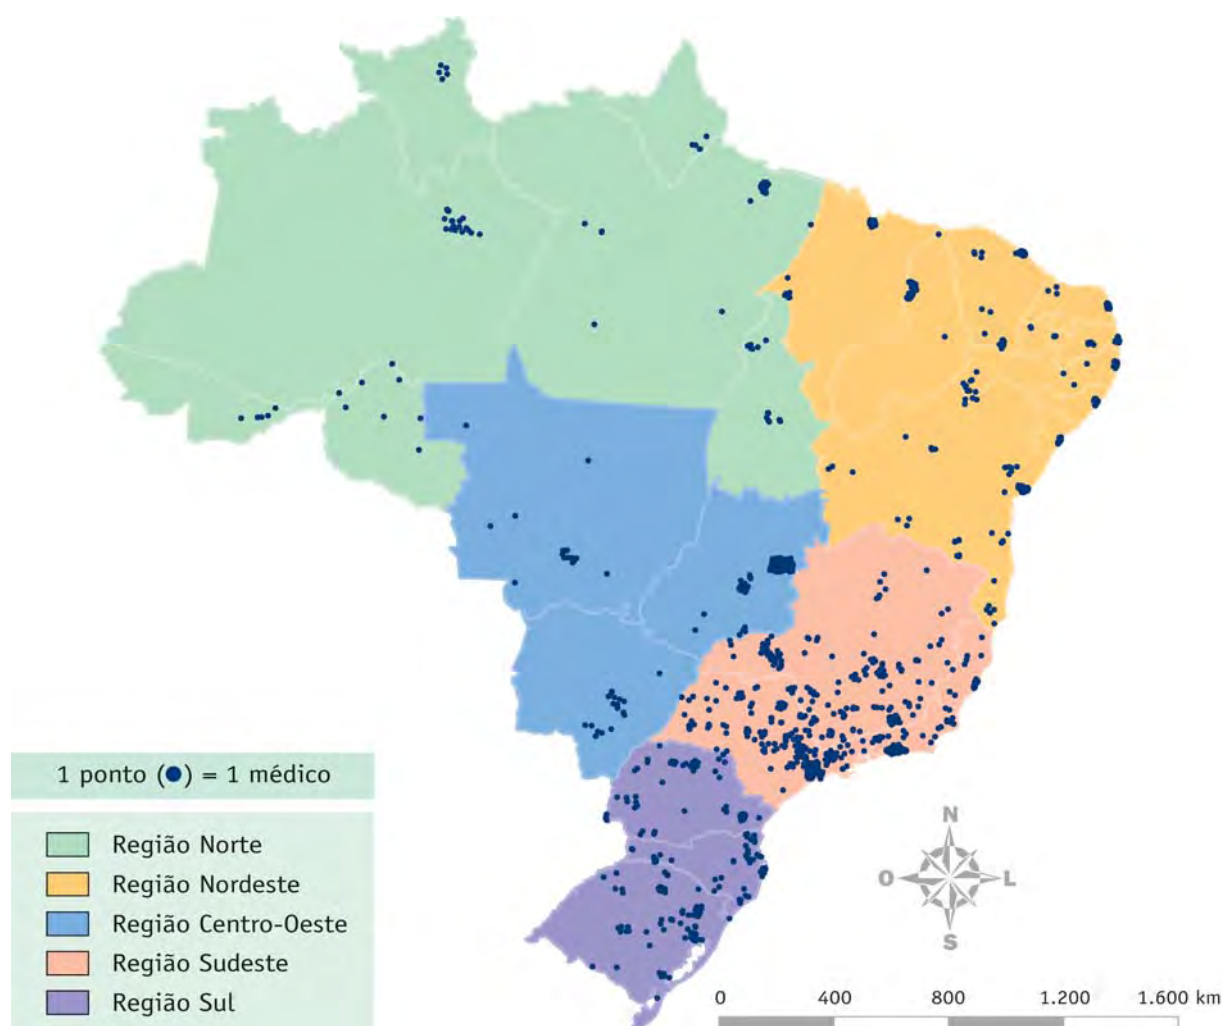 1 ponto (●) = 1 médico
Região Norte
Região Nordeste
Região Centro-Oeste
Região Sudeste
Região Sul
N
O L
S
0 400 800 1.200 1.600 km